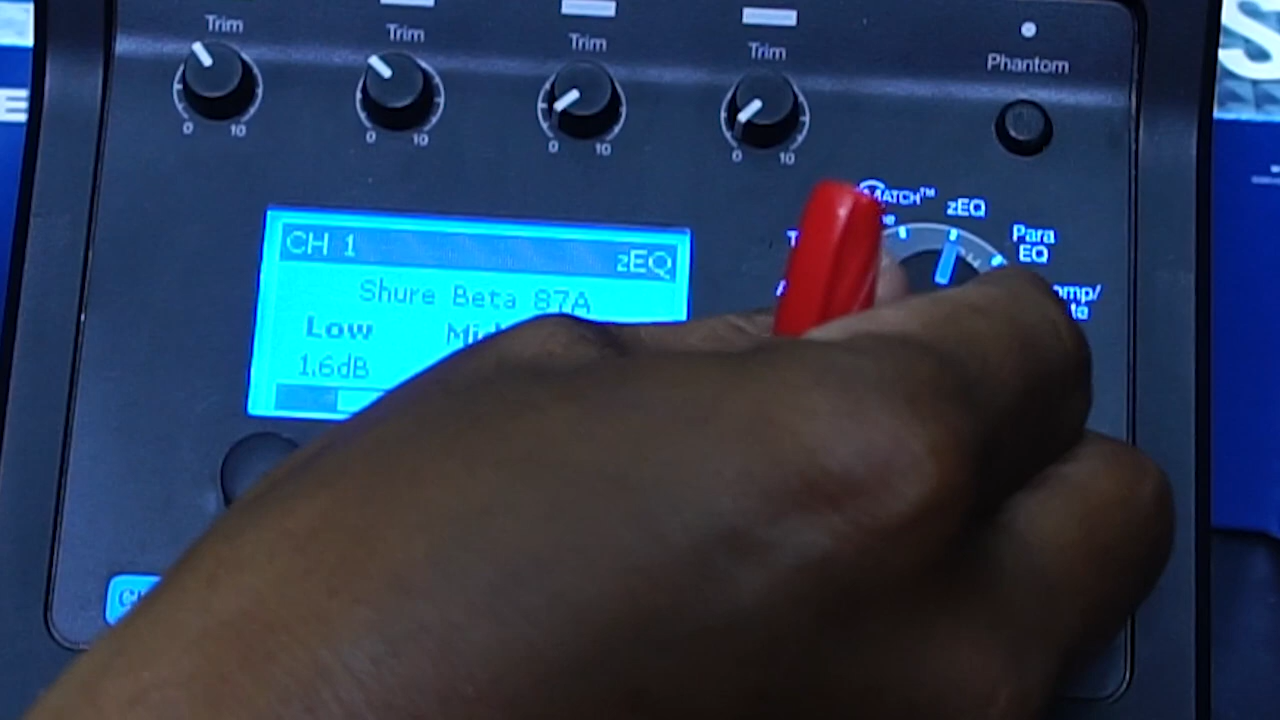 Trim
Trim
Trim
Trim
Phantom
0 10
0 10
0 10
0 10
MATCH™
zEQ
Para
EQ
CH 1
zEQ
Shure Beta 87A
Low
1.6dB